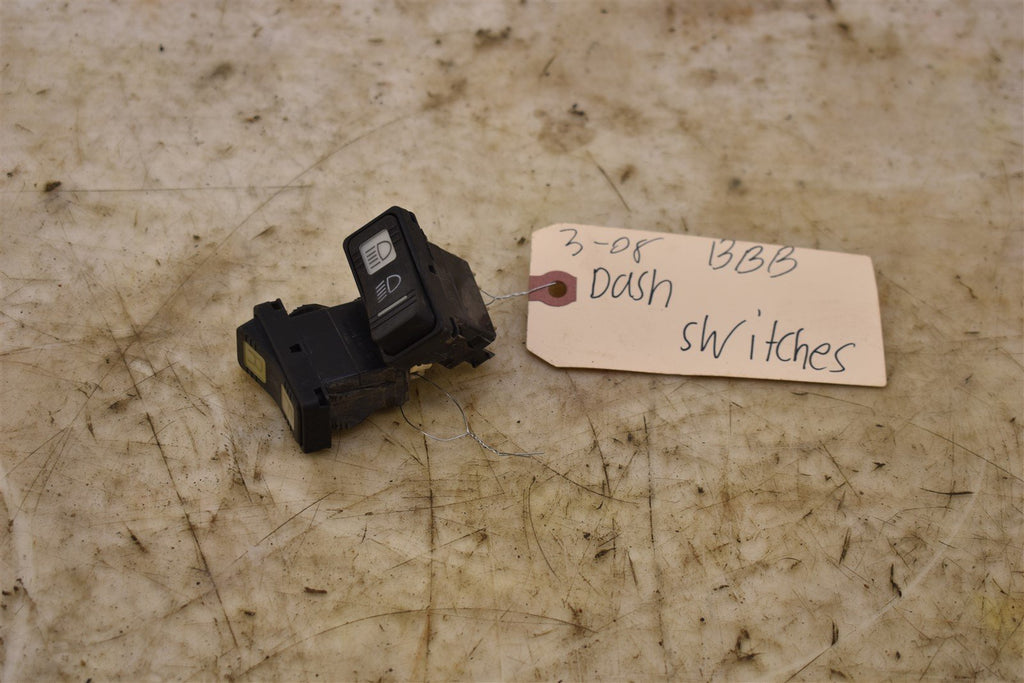 3-08 BBB
Dash
switches